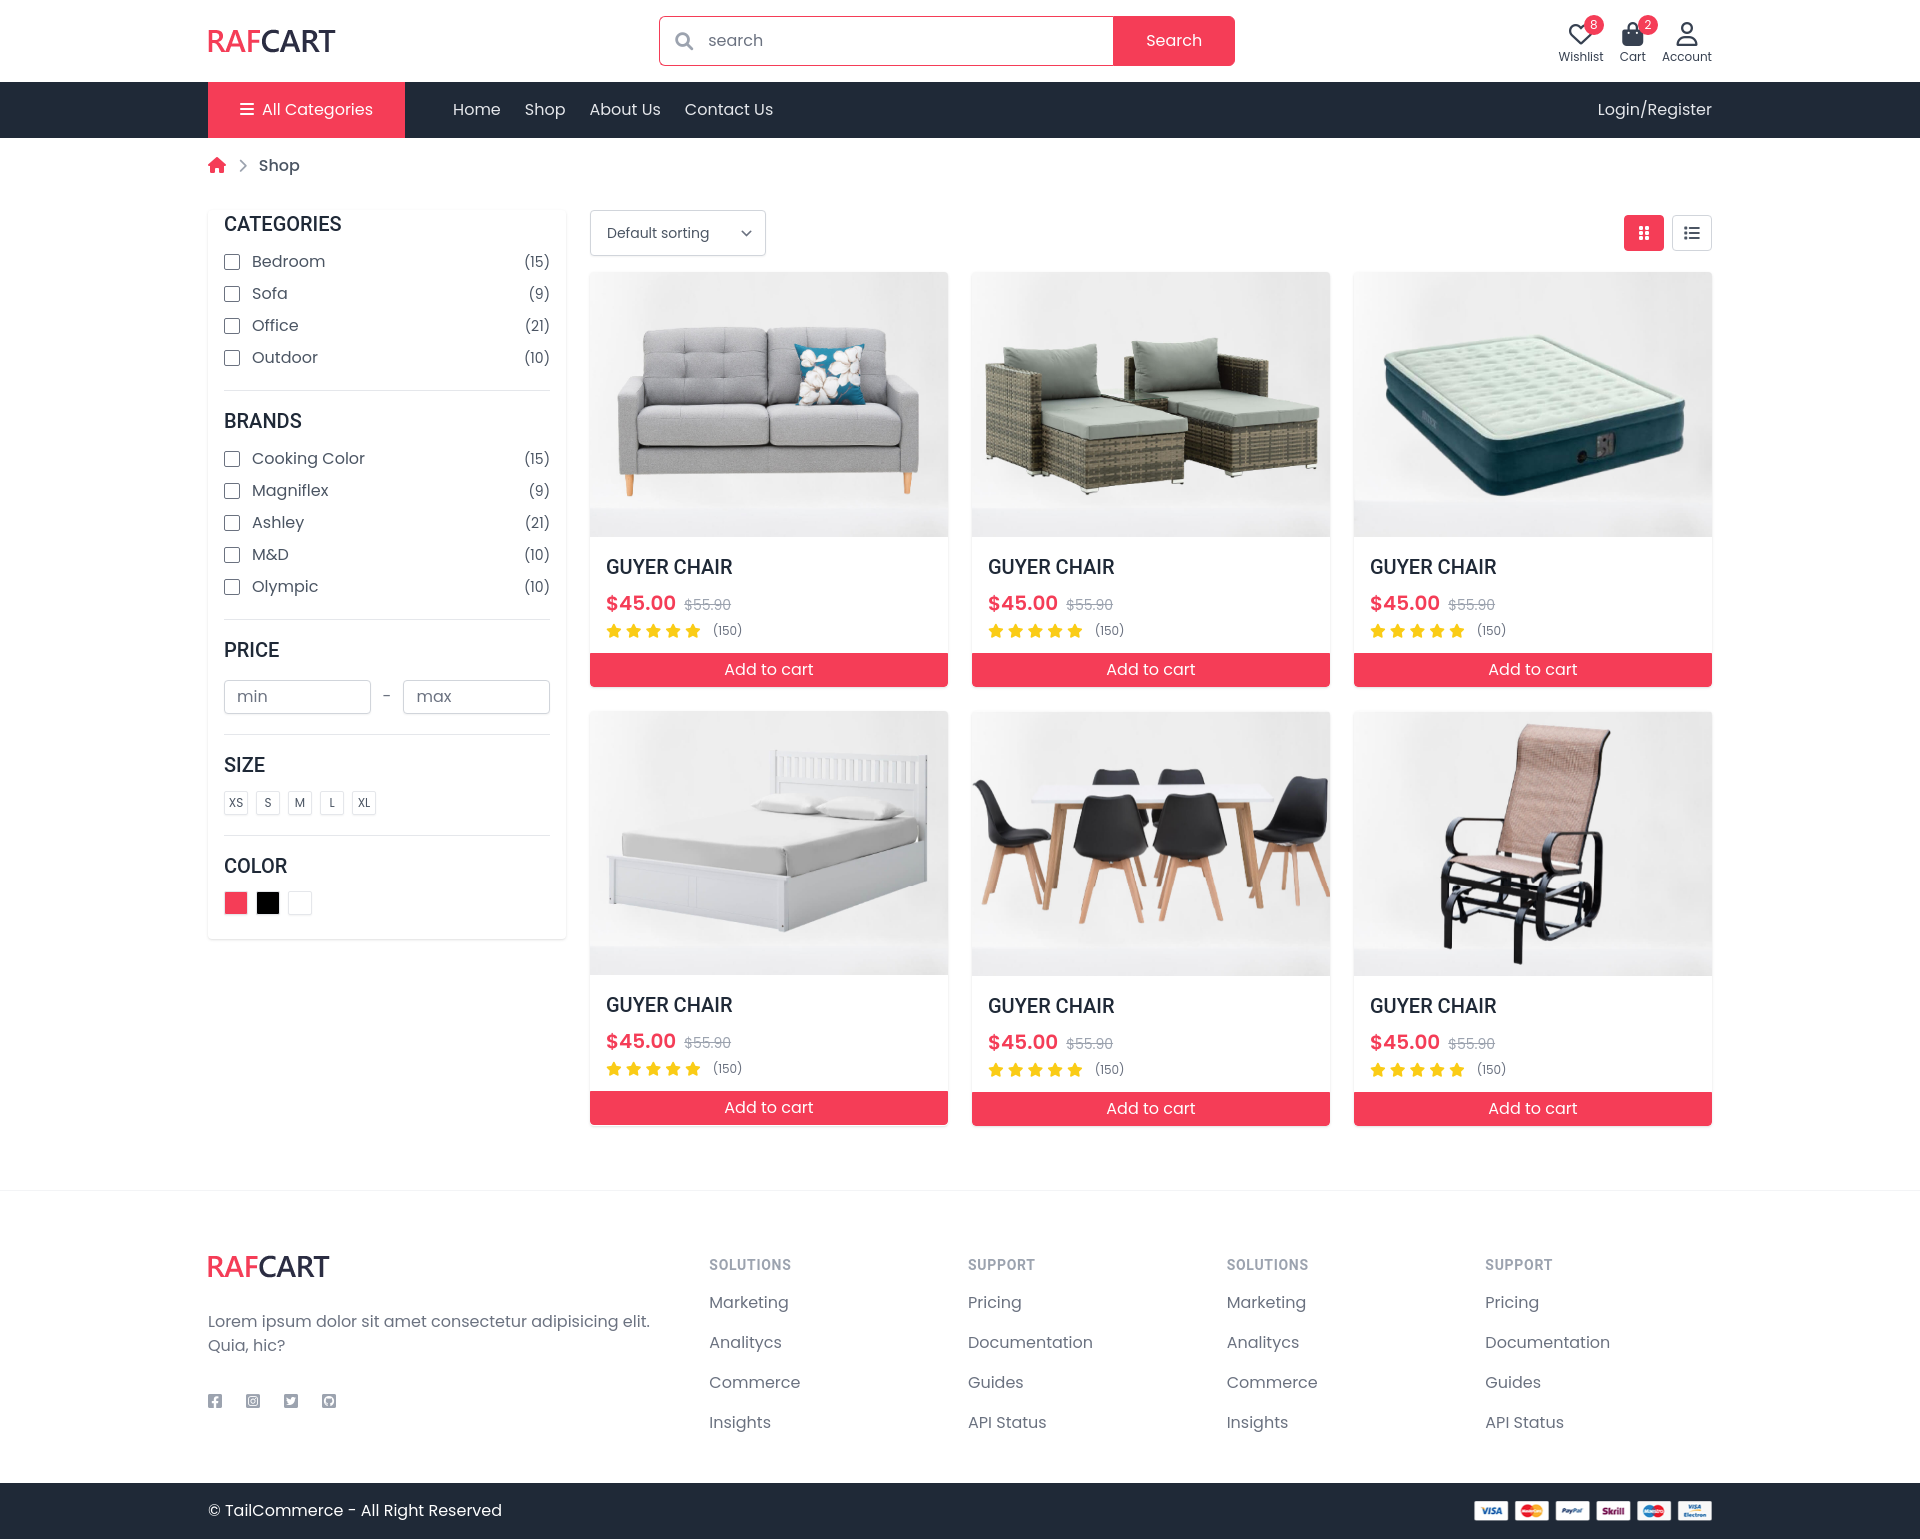 RAFCART
search
Search
8
2
Wishlist
Cart
Account
All Categories
Home
Shop
About Us
Contact Us
Login/Register
Shop
CATEGORIES
Bedroom (15)
Sofa (9)
Office (21)
Outdoor (10)
BRANDS
Cooking Color (15)
Magniflex (9)
Ashley (21)
M&D (10)
Olympic (10)
PRICE
min - max
SIZE
XS S M L XL
COLOR
Default sorting
GUYER CHAIR
$45.00 $55.90
(150)
Add to cart
GUYER CHAIR
$45.00 $55.90
(150)
Add to cart
GUYER CHAIR
$45.00 $55.90
(150)
Add to cart
GUYER CHAIR
$45.00 $55.90
(150)
Add to cart
GUYER CHAIR
$45.00 $55.90
(150)
Add to cart
GUYER CHAIR
$45.00 $55.90
(150)
Add to cart
RAFCART
Lorem ipsum dolor sit amet consectetur adipisicing elit.
Quia, hic?
SOLUTIONS
Marketing
Analitycs
Commerce
Insights
SUPPORT
Pricing
Documentation
Guides
API Status
SOLUTIONS
Marketing
Analitycs
Commerce
Insights
SUPPORT
Pricing
Documentation
Guides
API Status
© TailCommerce - All Right Reserved
VISA
PayPal
Skrill
VISA
Electron